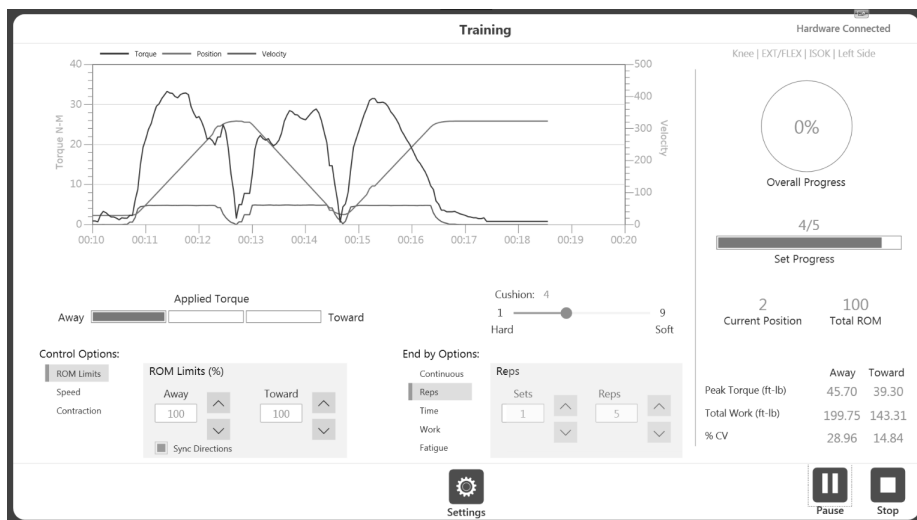 Training
Hardware Connected
Torque Position Velocity
Knee | EXT/FLEX | ISOK | Left Side
40
30
20
10
0
Torque N-M
500
400
300
200
100
0
Velocity
00:10 00:11 00:12 00:13 00:14 00:15 00:16 00:17 00:18 00:19 00:20
0%
Overall Progress
4/5
Set Progress
2 100
Current Position Total ROM
Applied Torque
Away Toward
Cushion: 4
1 9
Hard Soft
Control Options:
ROM Limits
Speed
Contraction
ROM Limits (%)
Away Toward
100 100
Sync Directions
End by Options:
Continuous
Reps
Time
Work
Fatigue
Reps
Sets Reps
1 5
Away Toward
Peak Torque (ft-lb) 45.70 39.30
Total Work (ft-lb) 199.75 143.31
% CV 28.96 14.84
Settings
Pause Stop